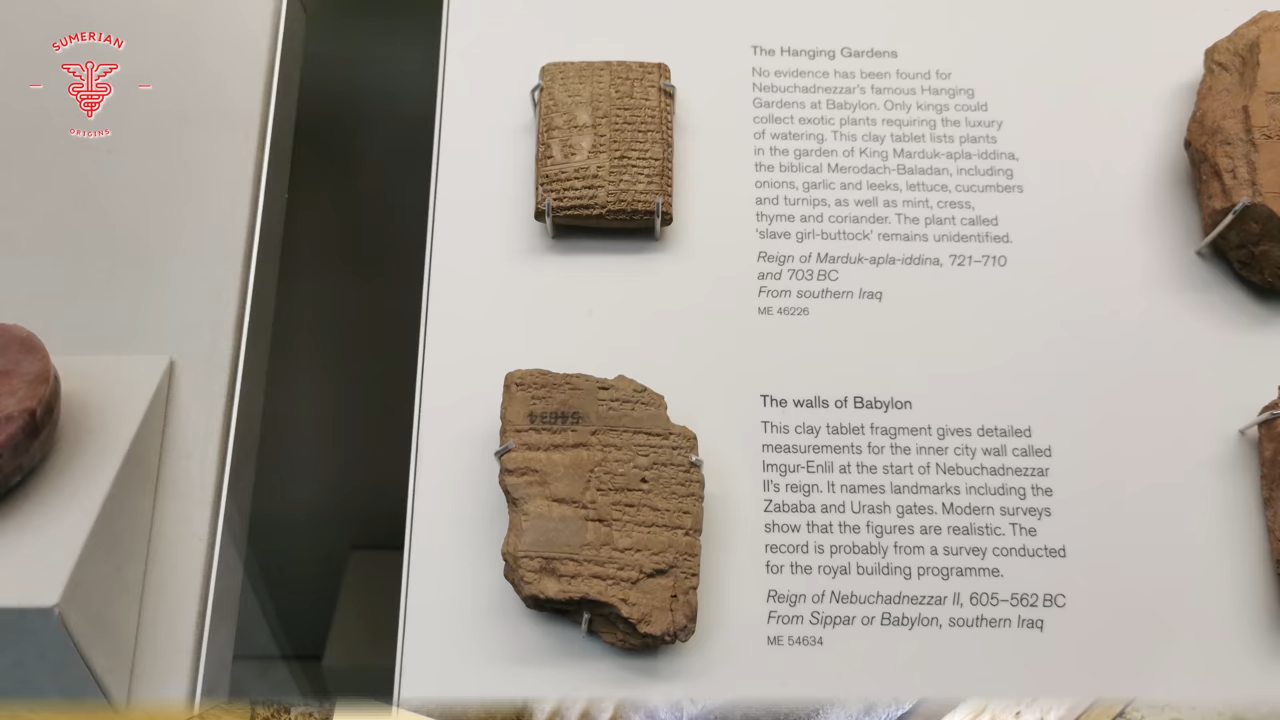 SUMERIAN
ORIGINS
The Hanging Gardens
No evidence has been found for
Nebuchadnezzar's famous Hanging
Gardens at Babylon. Only kings could
collect exotic plants requiring the luxury
of watering. This clay tablet lists plants
in the garden of King Marduk-apla-iddina,
the biblical Merodach-Baladan, including
onions, garlic and leeks, lettuce, cucumbers
and turnips, as well as mint, cress,
thyme and coriander. The plant called
'slave girl-buttock' remains unidentified.
Reign of Marduk-apla-iddina, 721–710
and 703 BC
From southern Iraq
ME 46226
54634
The walls of Babylon
This clay tablet fragment gives detailed
measurements for the inner city wall called
Imgur-Enlil at the start of Nebuchadnezzar
II's reign. It names landmarks including the
Zababa and Urash gates. Modern surveys
show that the figures are realistic. The
record is probably from a survey conducted
for the royal building programme.
Reign of Nebuchadnezzar II, 605–562 BC
From Sippar or Babylon, southern Iraq
ME 54634